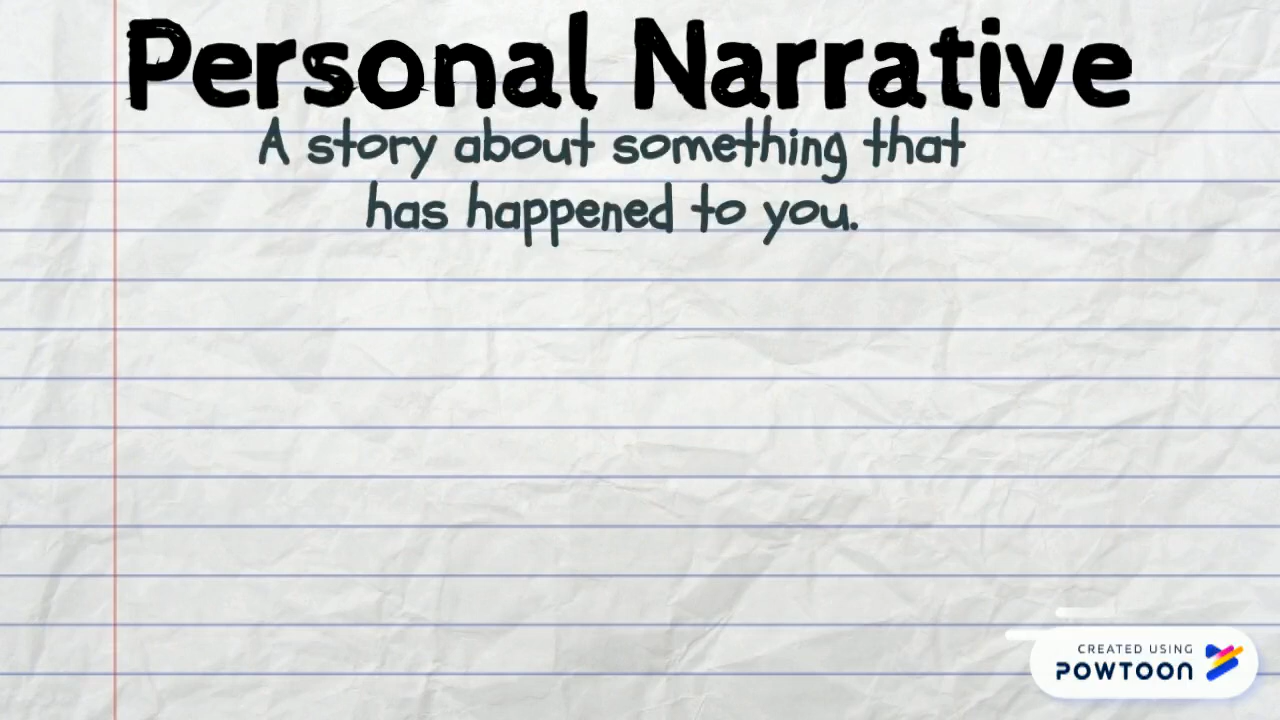 Personal Narrative
A story about something that
has happened to you.
CREATED USING
POWTOON